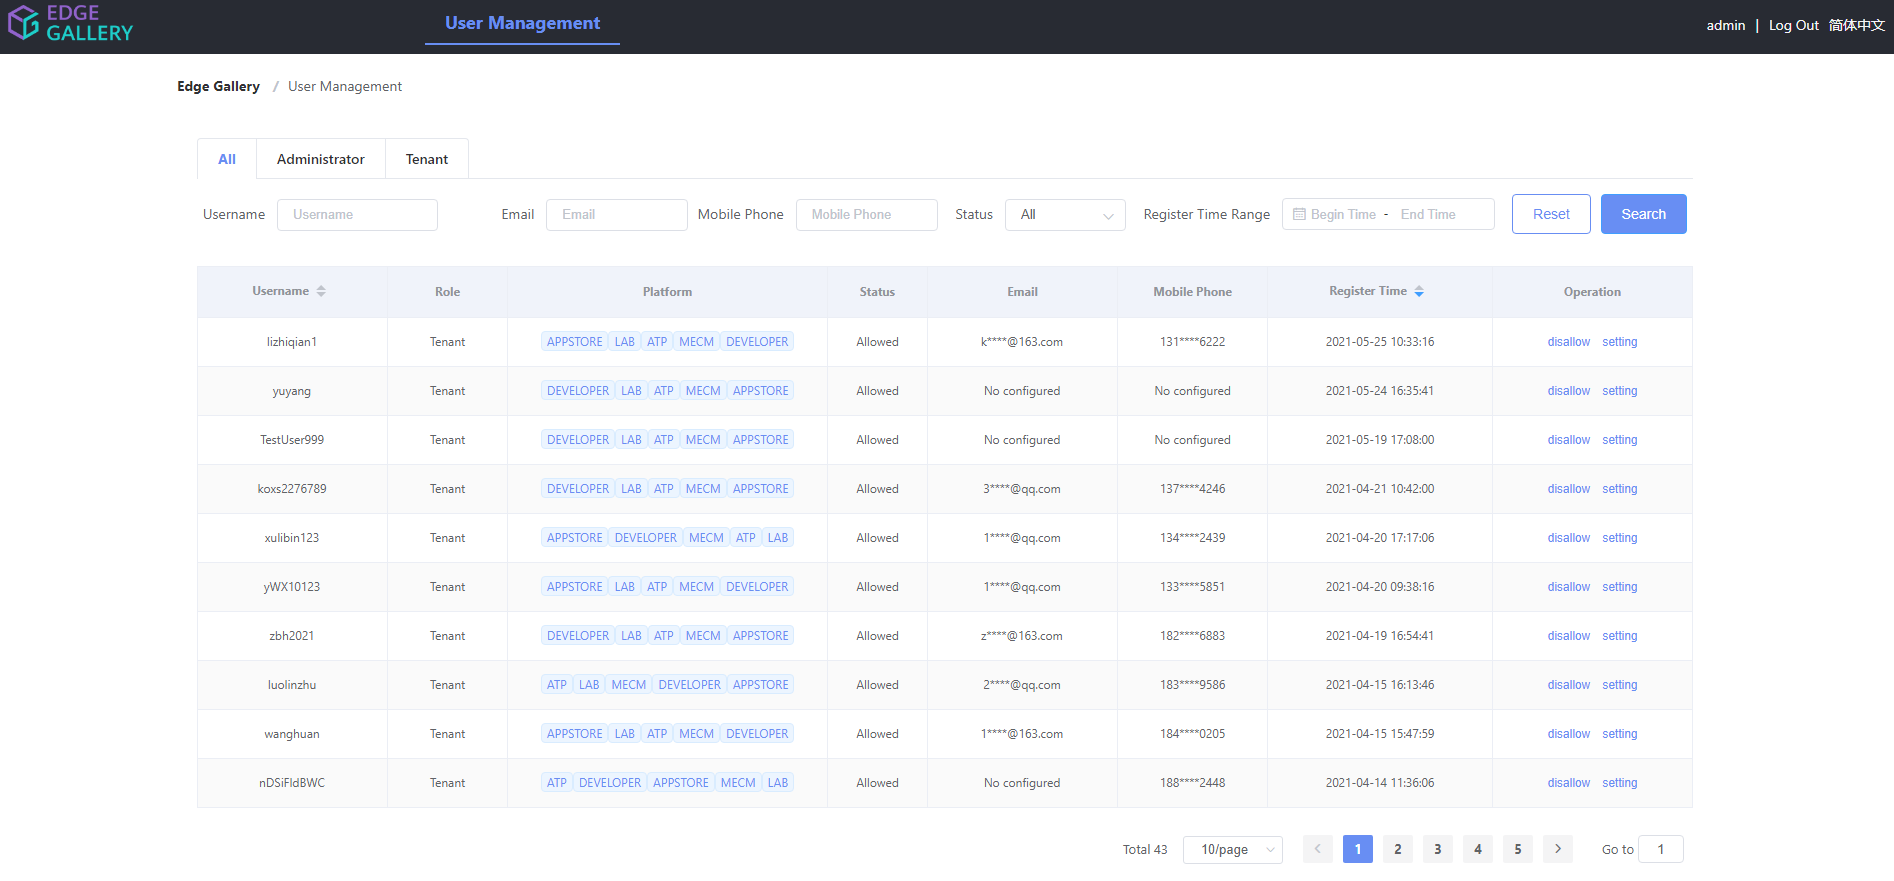 EDGE
GALLERY
User Management
admin | Log Out 简体中文
Edge Gallery / User Management
All Administrator Tenant
Username Username Email Email Mobile Phone Mobile Phone Status All Register Time Range Begin Time - End Time Reset Search
Username Role Platform Status Email Mobile Phone Register Time Operation
lizhiqian1 Tenant APPSTORE LAB ATP MECM DEVELOPER Allowed k****@163.com 131****6222 2021-05-25 10:33:16 disallow setting
yuyang Tenant DEVELOPER LAB ATP MECM APPSTORE Allowed No configured No configured 2021-05-24 16:35:41 disallow setting
TestUser999 Tenant DEVELOPER LAB ATP MECM APPSTORE Allowed No configured No configured 2021-05-19 17:08:00 disallow setting
koxs2276789 Tenant DEVELOPER LAB ATP MECM APPSTORE Allowed 3****@qq.com 137****4246 2021-04-21 10:42:00 disallow setting
xulibin123 Tenant APPSTORE DEVELOPER MECM ATP LAB Allowed 1****@qq.com 134****2439 2021-04-20 17:17:06 disallow setting
yWX10123 Tenant APPSTORE LAB ATP MECM DEVELOPER Allowed 1****@qq.com 133****5851 2021-04-20 09:38:16 disallow setting
zbh2021 Tenant DEVELOPER LAB ATP MECM APPSTORE Allowed z****@163.com 182****6883 2021-04-19 16:54:41 disallow setting
luolinzhu Tenant ATP LAB MECM DEVELOPER APPSTORE Allowed 2****@qq.com 183****9586 2021-04-15 16:13:46 disallow setting
wanghuan Tenant APPSTORE LAB ATP MECM DEVELOPER Allowed 1****@163.com 184****0205 2021-04-15 15:47:59 disallow setting
nDSiFldBWC Tenant ATP DEVELOPER APPSTORE MECM LAB Allowed No configured 188****2448 2021-04-14 11:36:06 disallow setting
Total 43 10/page < 1 2 3 4 5 > Go to 1